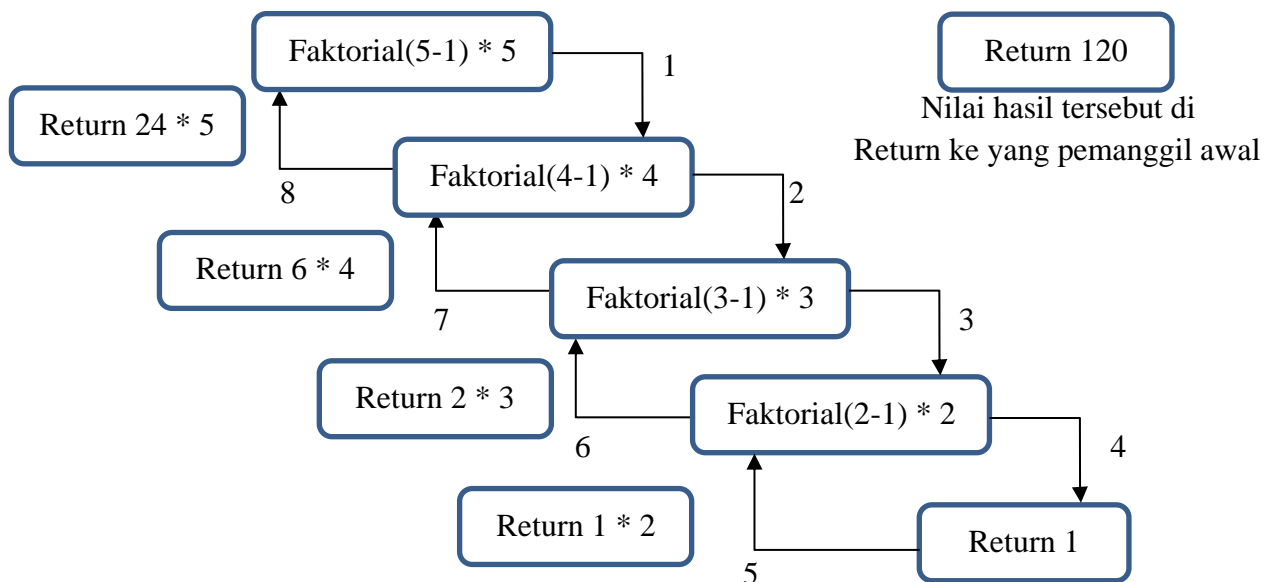 Faktorial(5-1) * 5
1
Return 120
Nilai hasil tersebut di
Return ke yang pemanggil awal
Return 24 * 5
Faktorial(4-1) * 4
8
2
Return 6 * 4
Faktorial(3-1) * 3
7
3
Return 2 * 3
Faktorial(2-1) * 2
6
4
Return 1 * 2
Return 1
5